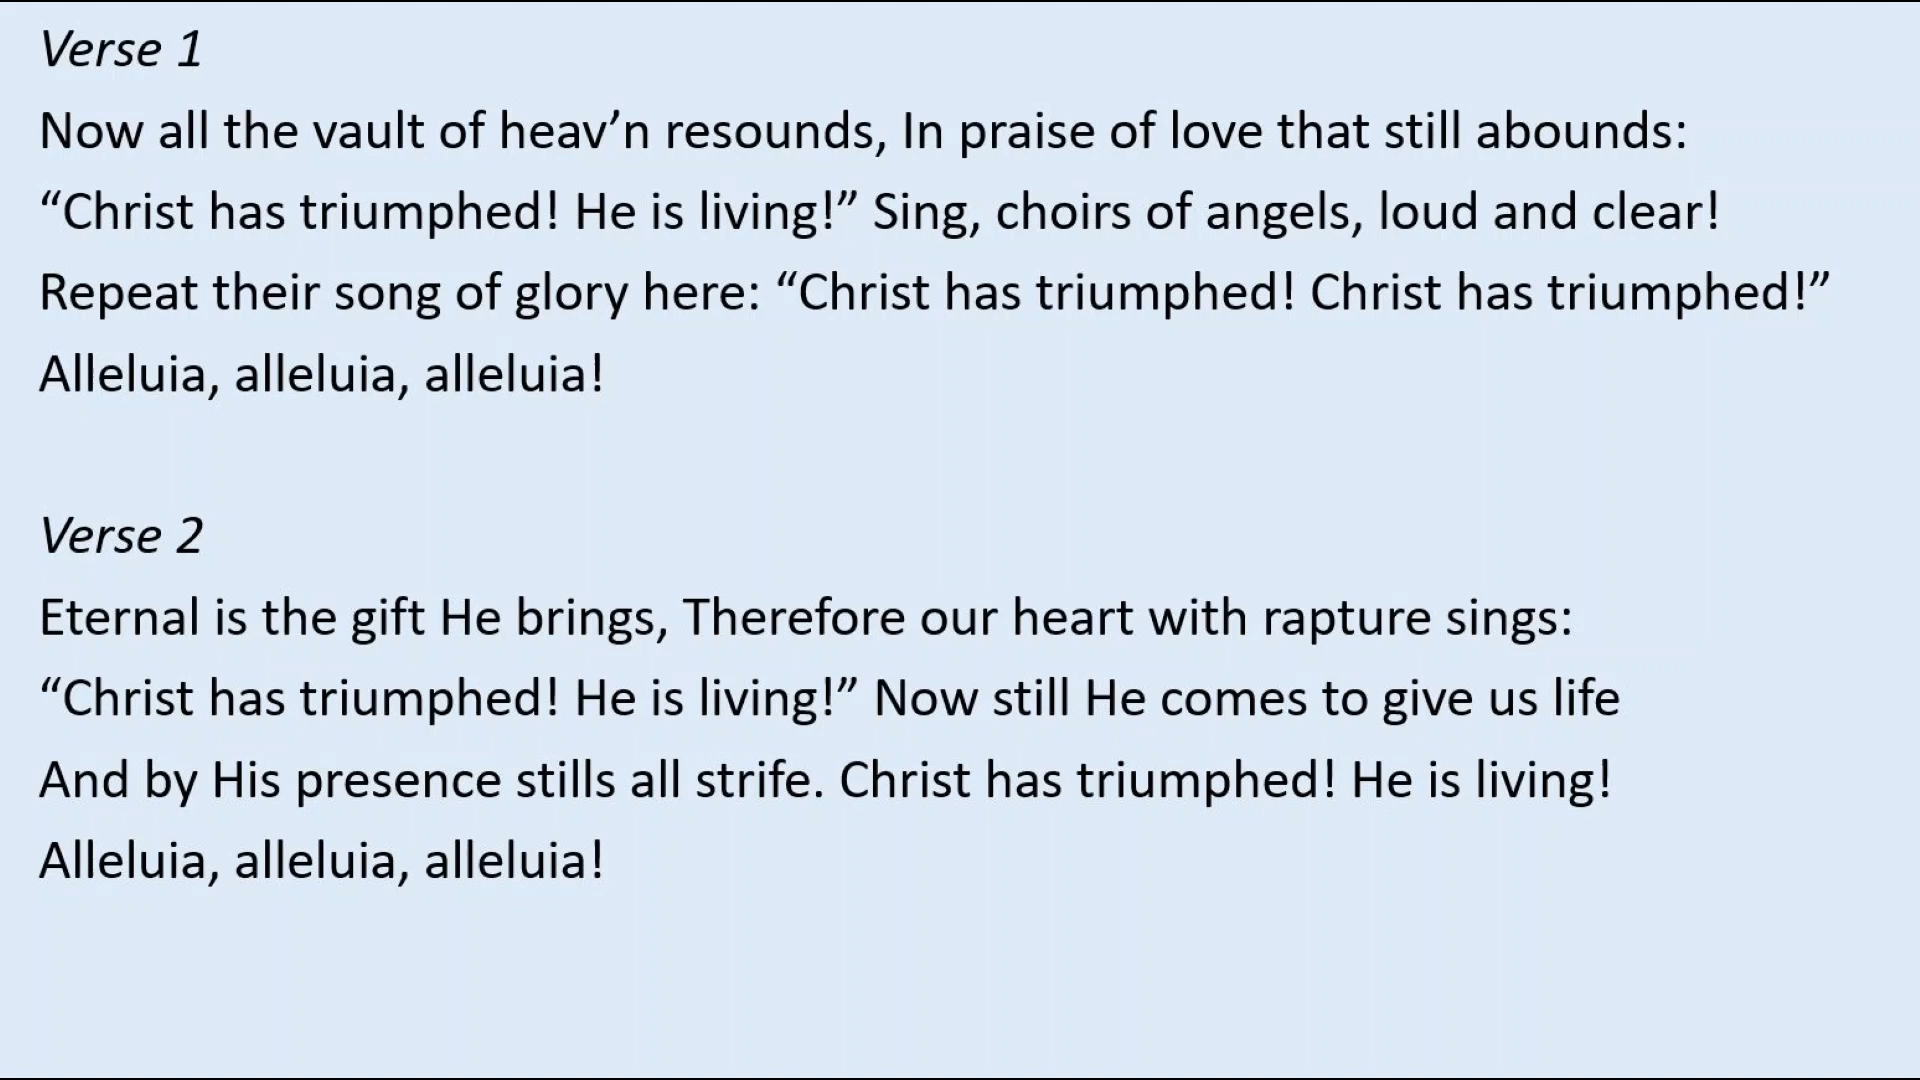 Verse 1
Now all the vault of heav’n resounds, In praise of love that still abounds:
“Christ has triumphed! He is living!” Sing, choirs of angels, loud and clear!
Repeat their song of glory here: “Christ has triumphed! Christ has triumphed!”
Alleluia, alleluia, alleluia!
Verse 2
Eternal is the gift He brings, Therefore our heart with rapture sings:
“Christ has triumphed! He is living!” Now still He comes to give us life
And by His presence stills all strife. Christ has triumphed! He is living!
Alleluia, alleluia, alleluia!